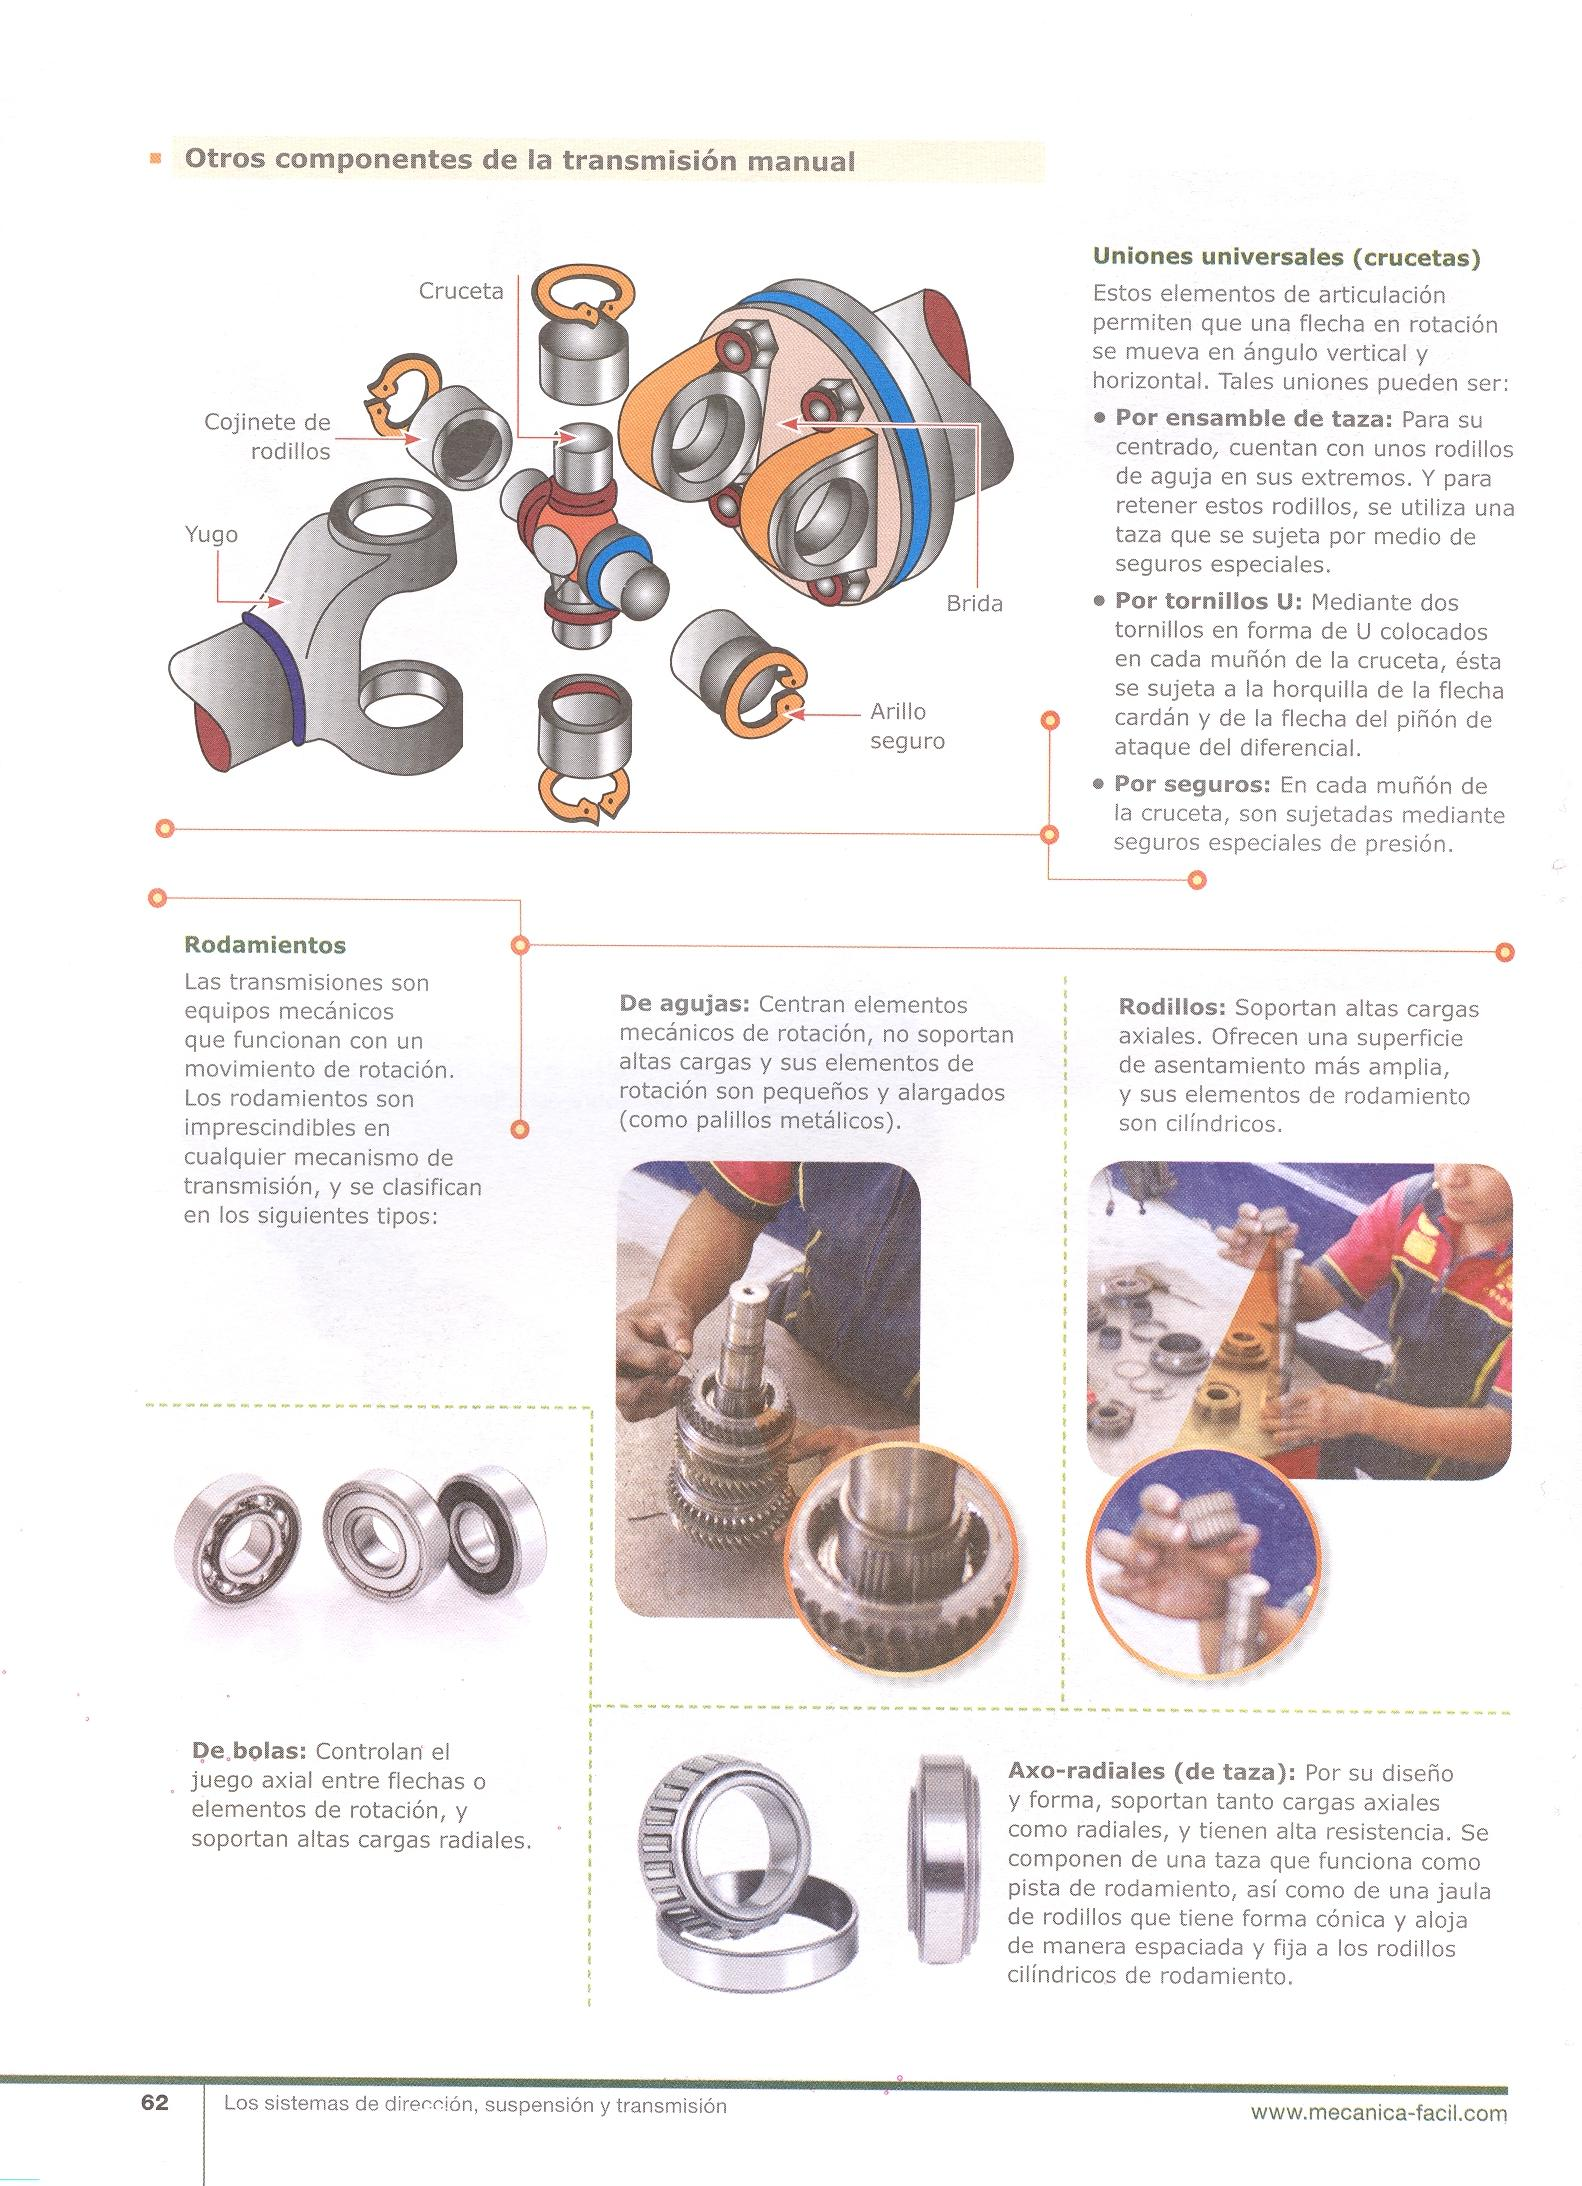 Otros componentes de la transmisión manual
Cruceta
Cojinete de
rodillos
Yugo
Brida
Arillo
seguro
Uniones universales (crucetas)
Estos elementos de articulación
permiten que una flecha en rotación
se mueva en ángulo vertical y
horizontal. Tales uniones pueden ser:
• Por ensamble de taza: Para su
centrado, cuentan con unos rodillos
de aguja en sus extremos. Y para
retener estos rodillos, se utiliza una
taza que se sujeta por medio de
seguros especiales.
• Por tornillos U: Mediante dos
tornillos en forma de U colocados
en cada muñón de la cruceta, ésta
se sujeta a la horquilla de la flecha
cardán y de la flecha del piñón de
ataque del diferencial.
• Por seguros: En cada muñón de
la cruceta, son sujetadas mediante
seguros especiales de presión.
Rodamientos
Las transmisiones son
equipos mecánicos
que funcionan con un
movimiento de rotación.
Los rodamientos son
imprescindibles en
cualquier mecanismo de
transmisión, y se clasifican
en los siguientes tipos:
De agujas: Centran elementos
mecánicos de rotación, no soportan
altas cargas y sus elementos de
rotación son pequeños y alargados
(como palillos metálicos).
Rodillos: Soportan altas cargas
axiales. Ofrecen una superficie
de asentamiento más amplia,
y sus elementos de rodamiento
son cilíndricos.
De bolas: Controlan el
juego axial entre flechas o
elementos de rotación, y
soportan altas cargas radiales.
Axo-radiales (de taza): Por su diseño
y forma, soportan tanto cargas axiales
como radiales, y tienen alta resistencia. Se
componen de una taza que funciona como
pista de rodamiento, así como de una jaula
de rodillos que tiene forma cónica y aloja
de manera espaciada y fija a los rodillos
cilíndricos de rodamiento.
62
Los sistemas de dirección, suspensión y transmisión
www.mecanica-facil.com